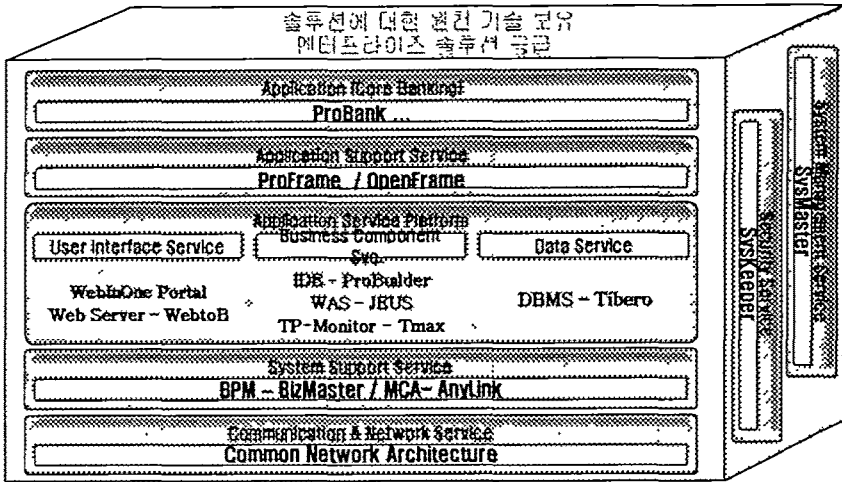 솔루션에 대한 원천 기술 보유
엔터프라이즈 솔루션 공급
Application (Core Banking)
ProBank ...
Application Support Service
ProFrame / OpenFrame
Application Service Platform
User Interface Service
Business Component
Svc.
Data Service
WebInOne Portal
Web Server - WebtoB
IDE - ProBuilder
WAS - JEUS
TP-Monitor - Tmax
DBMS - Tibero
System Support Service
BPM - BizMaster / MCA- AnyLink
Communication & Network Service
Common Network Architecture
Security Service
SysKeeper
System Management Service
SysMaster